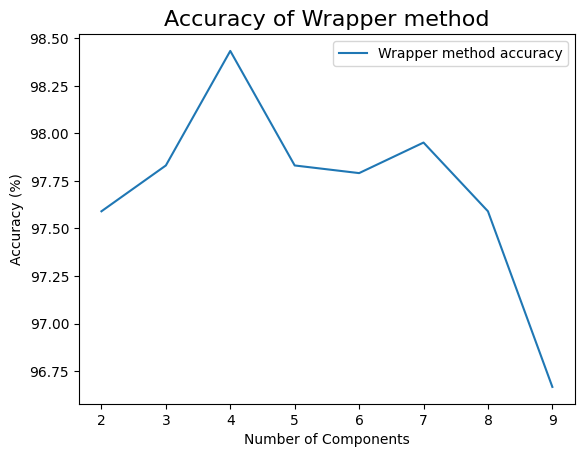 Accuracy of Wrapper method
Wrapper method accuracy
98.50
98.25
98.00
97.75
97.50
97.25
97.00
96.75
Accuracy (%)
2 3 4 5 6 7 8 9
Number of Components